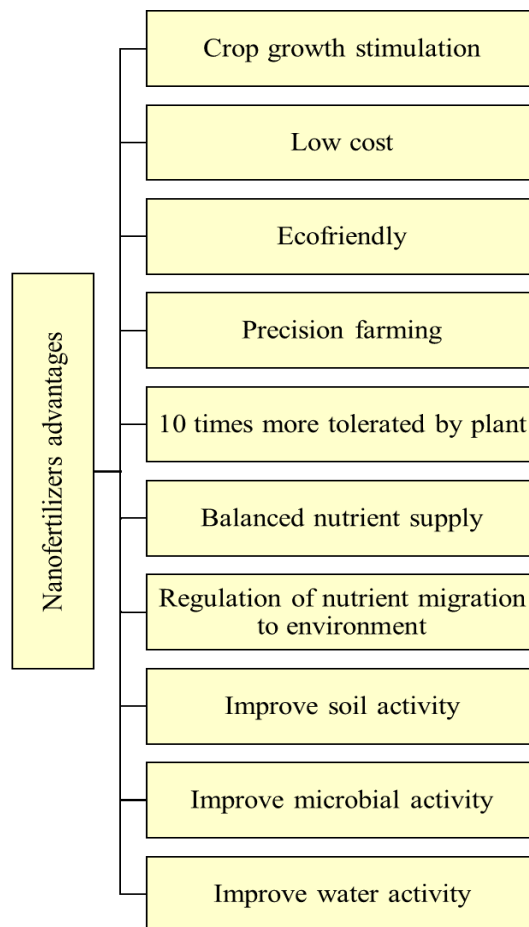 Nanofertilizers advantages
Crop growth stimulation
Low cost
Ecofriendly
Precision farming
10 times more tolerated by plant
Balanced nutrient supply
Regulation of nutrient migration
to environment
Improve soil activity
Improve microbial activity
Improve water activity